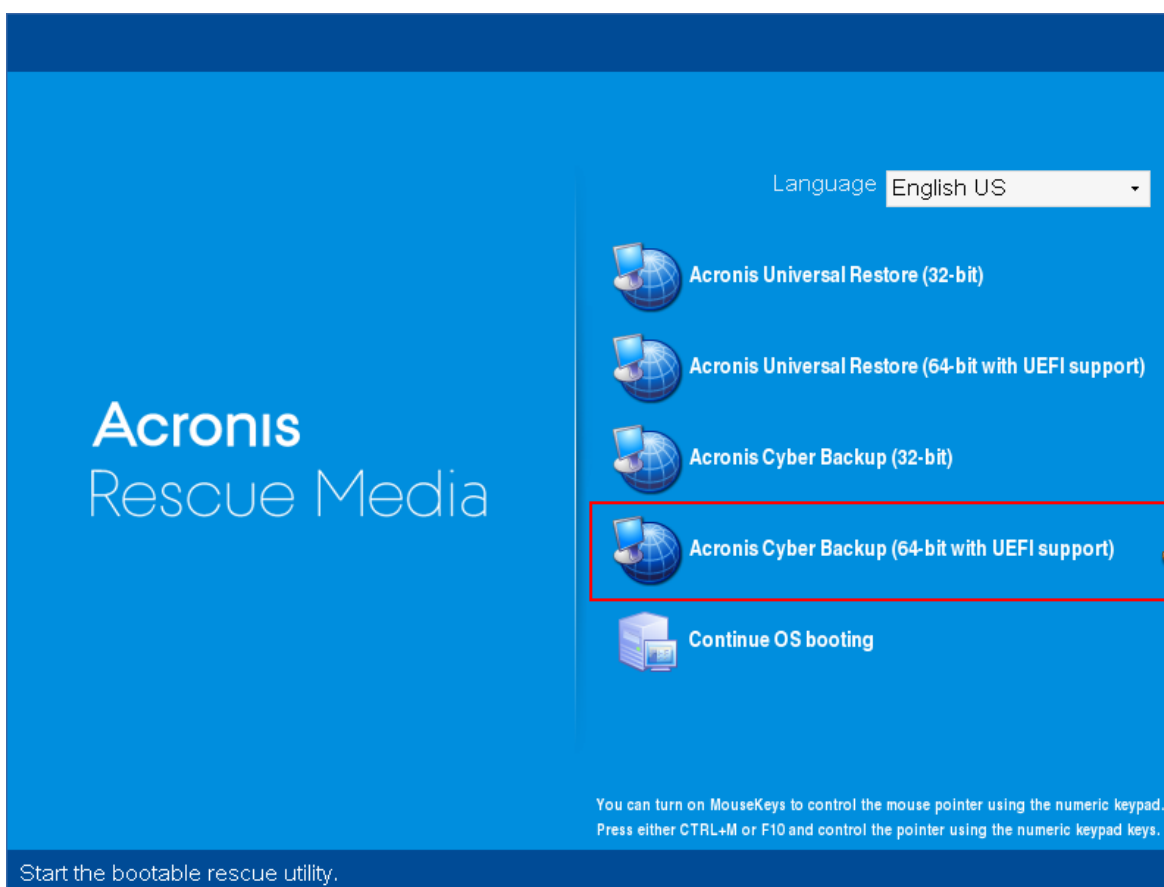 Language English US
Acronis Universal Restore (32-bit)
Acronis Universal Restore (64-bit with UEFI support)
Acronis
Rescue Media
Acronis Cyber Backup (32-bit)
Acronis Cyber Backup (64-bit with UEFI support)
Continue OS booting
You can turn on MouseKeys to control the mouse pointer using the numeric keypad.
Press either CTRL+M or F10 and control the pointer using the numeric keypad keys.
Start the bootable rescue utility.